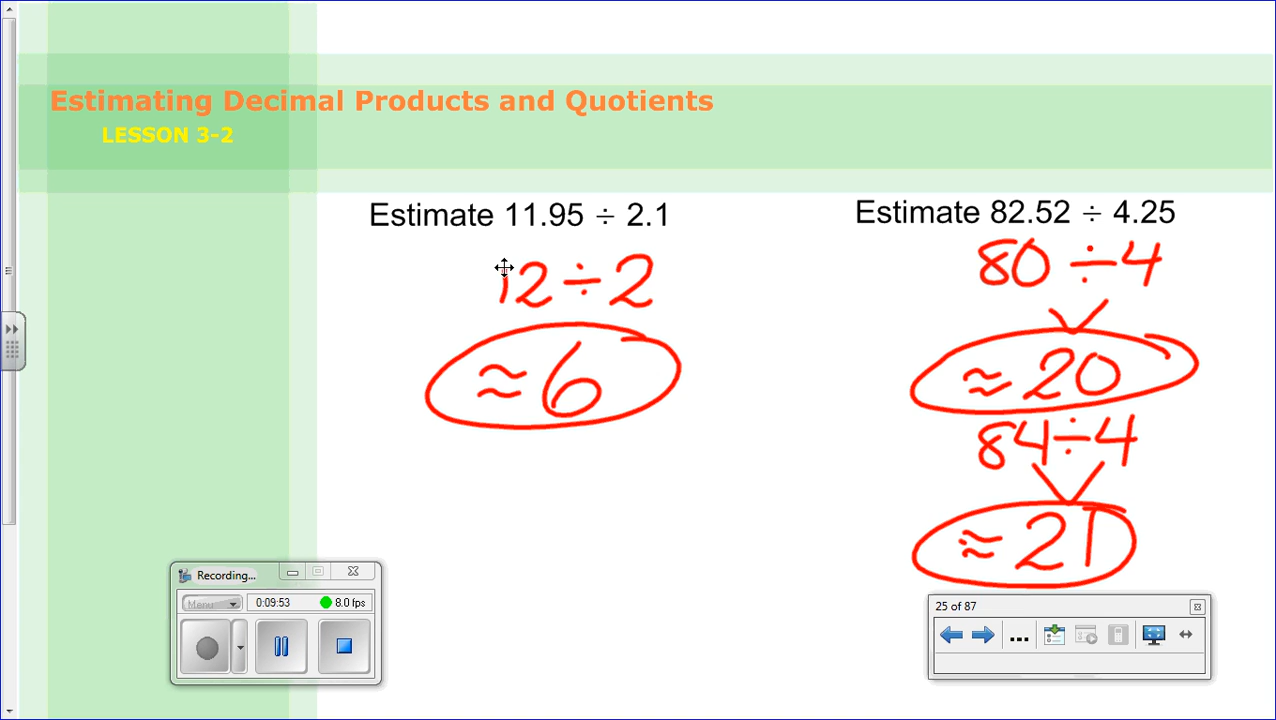 Estimating Decimal Products and Quotients
LESSON 3-2
Estimate 11.95 ÷ 2.1
12÷2
≈6
Estimate 82.52 ÷ 4.25
80÷4
≈20
84÷4
≈21
Recording...
Menu
0:09:53
8.0 fps
25 of 87
...